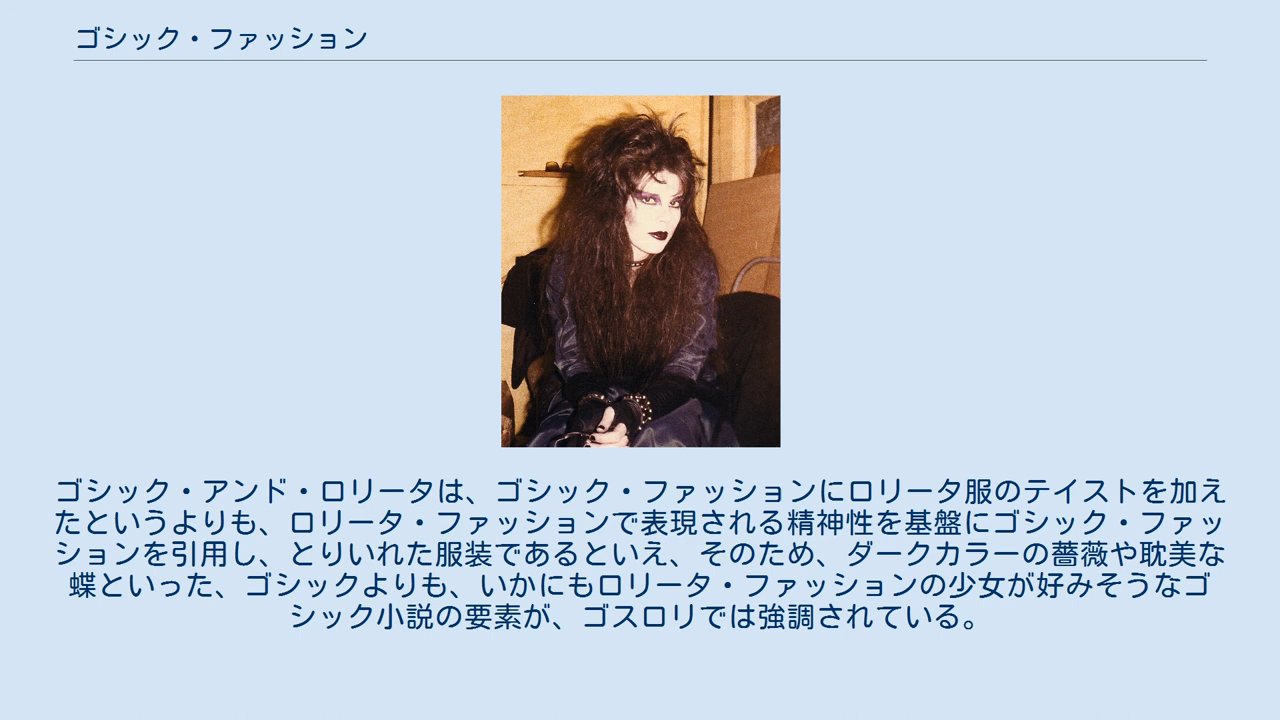 ゴシック・ファッション
ゴシック・アンド・ロリータは、ゴシック・ファッションにロリータ服のテイストを加え
たというよりも、ロリータ・ファッションで表現される精神性を基盤にゴシック・ファッ
ションを引用し、とりいれた服装であるといえ、そのため、ダークカラーの薔薇や耽美な
蝶といった、ゴシックよりも、いかにもロリータ・ファッションの少女が好みそうなゴ
シック小説の要素が、ゴスロリでは強調されている。